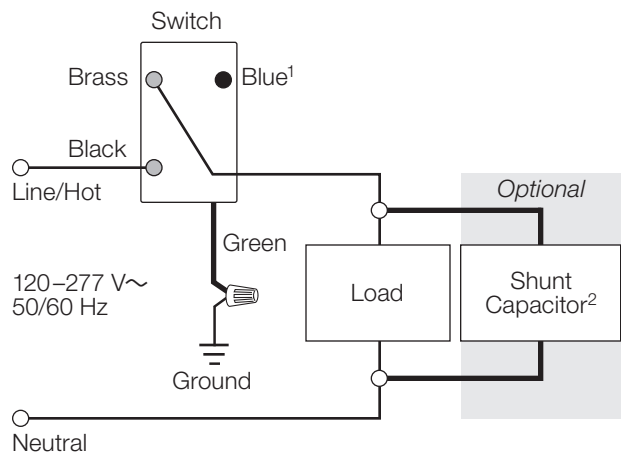 Switch
Brass
Blue¹
Black
Line/Hot
Optional
Green
120–277 V~
50/60 Hz
Load
Shunt
Capacitor²
Ground
Neutral